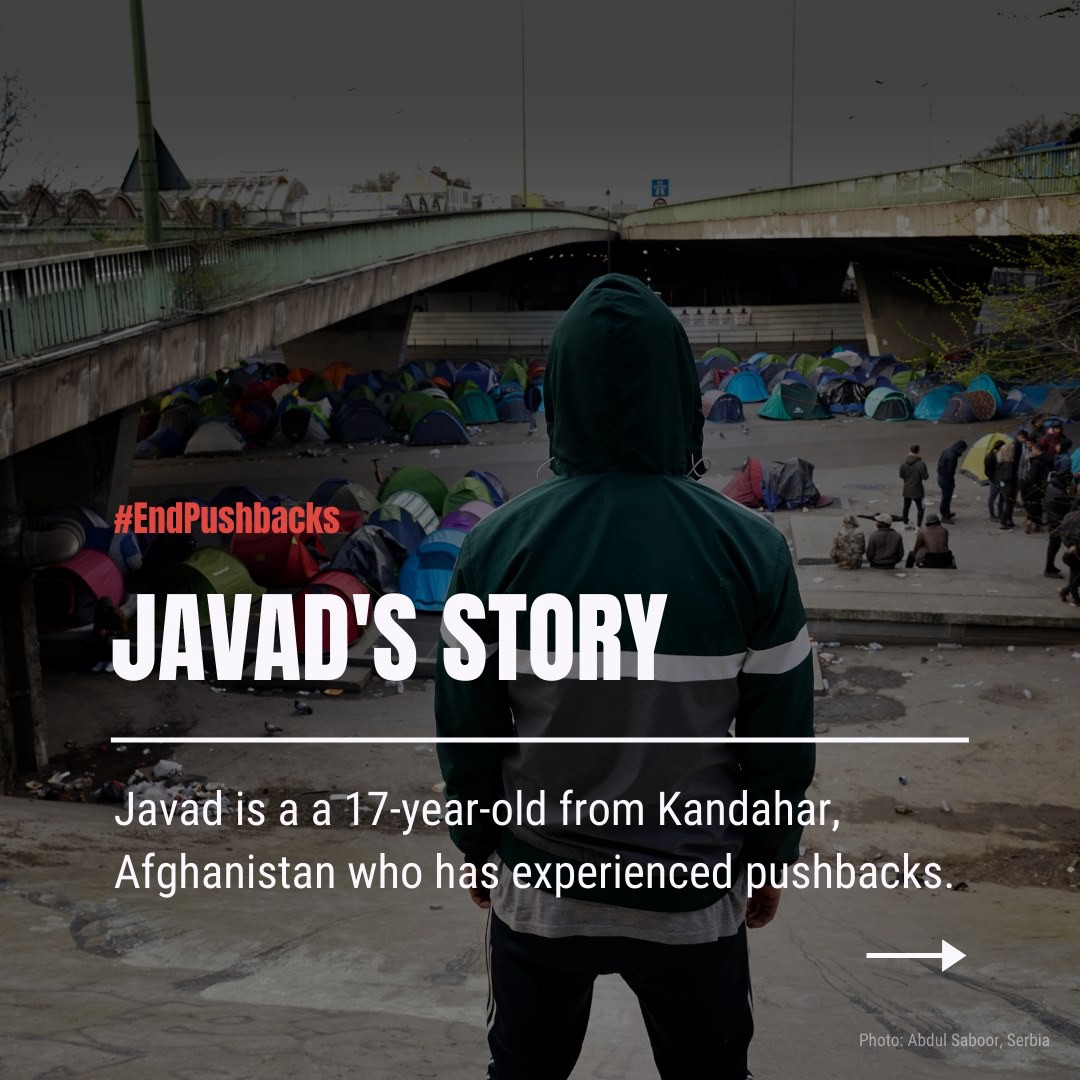 #EndPushbacks
JAVAD'S STORY
Javad is a a 17-year-old from Kandahar,
Afghanistan who has experienced pushbacks.
Photo: Abdul Saboor, Serbia